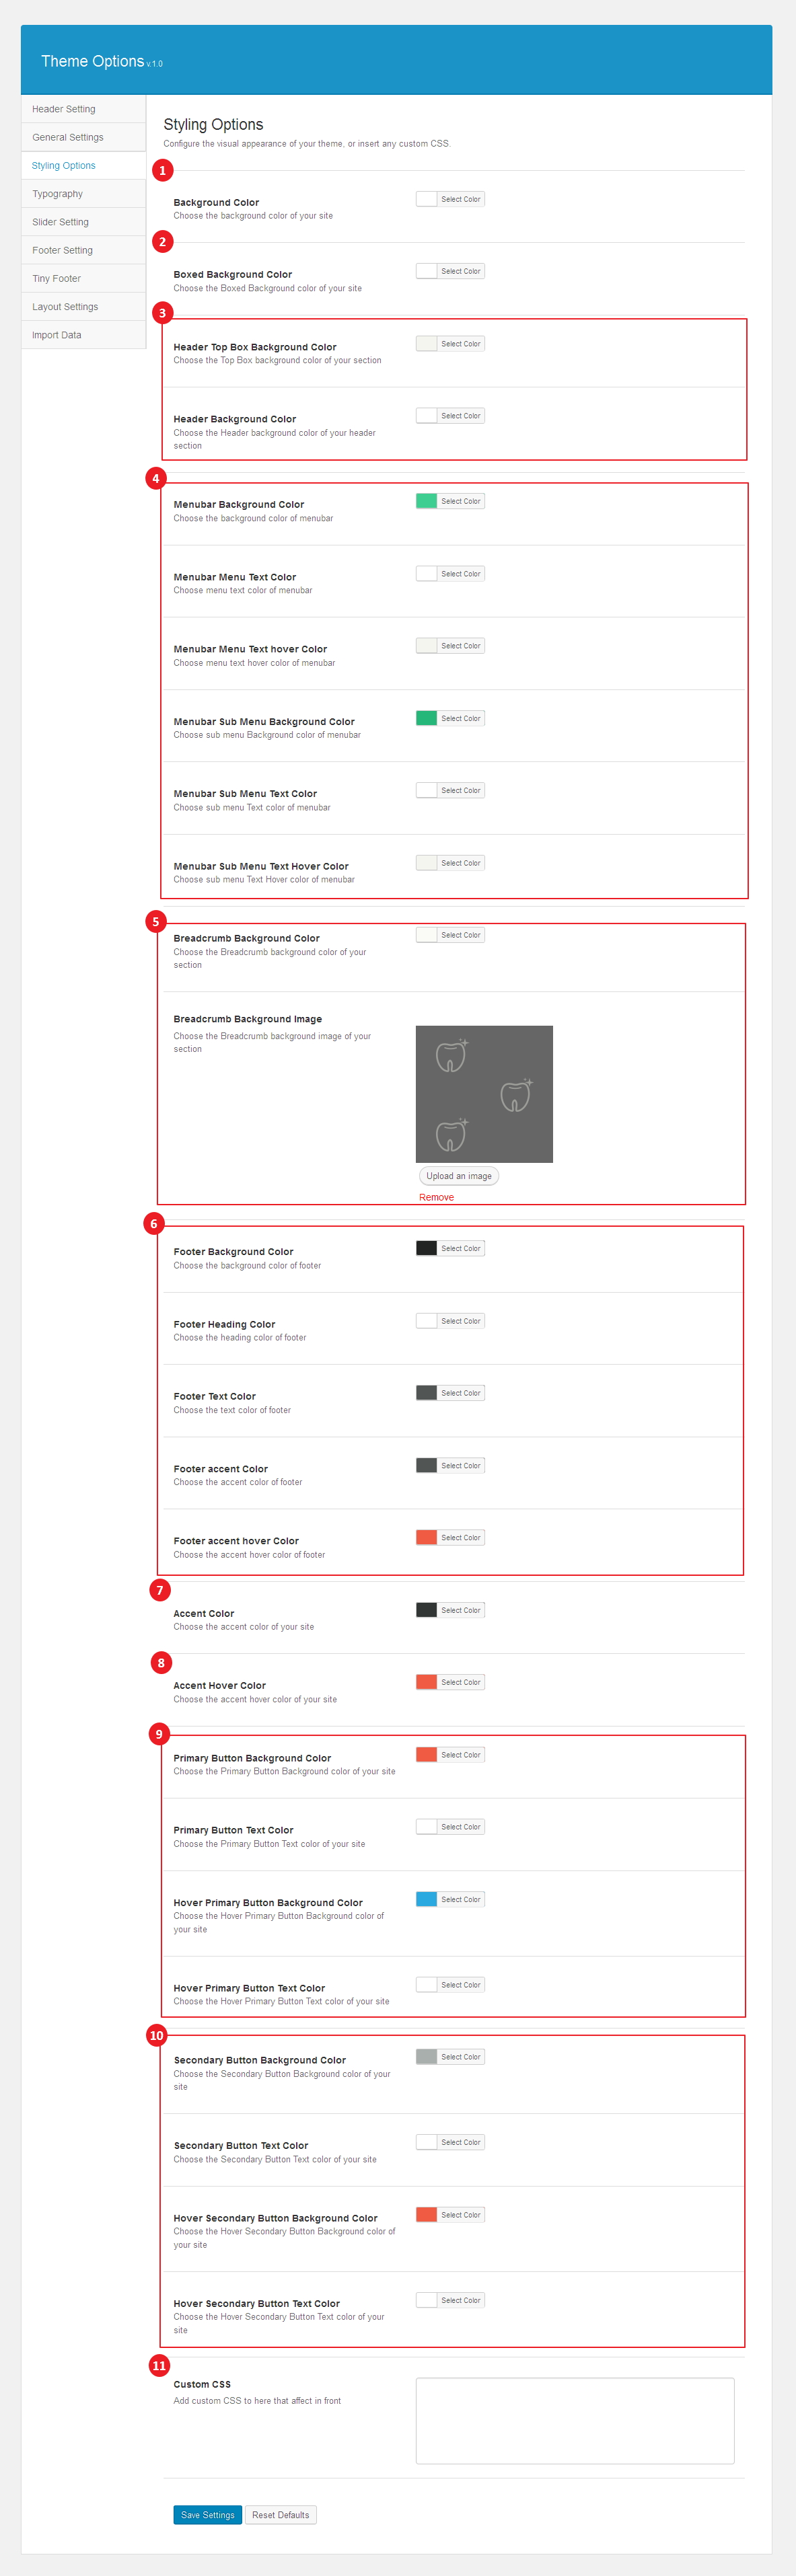 Theme Options v.1.0
Header Setting
General Settings
Styling Options
Typography
Slider Setting
Footer Setting
Tiny Footer
Layout Settings
Import Data
Styling Options
Configure the visual appearance of your theme, or insert any custom CSS.
1
Background Color
Choose the background color of your site
Select Color
2
Boxed Background Color
Choose the Boxed Background color of your site
Select Color
3
Header Top Box Background Color
Choose the Top Box background color of your section
Select Color
Header Background Color
Choose the Header background color of your header
section
Select Color
4
Menubar Background Color
Choose the background color of menubar
Select Color
Menubar Menu Text Color
Choose menu text color of menubar
Select Color
Menubar Menu Text hover Color
Choose menu text hover color of menubar
Select Color
Menubar Sub Menu Background Color
Choose sub menu Background color of menubar
Select Color
Menubar Sub Menu Text Color
Choose sub menu Text color of menubar
Select Color
Menubar Sub Menu Text Hover Color
Choose sub menu Text Hover color of menubar
Select Color
5
Breadcrumb Background Color
Choose the Breadcrumb background color of your
section
Select Color
Breadcrumb Background Image
Choose the Breadcrumb background image of your
section
Upload an image
Remove
6
Footer Background Color
Choose the background color of footer
Select Color
Footer Heading Color
Choose the heading color of footer
Select Color
Footer Text Color
Choose the text color of footer
Select Color
Footer accent Color
Choose the accent color of footer
Select Color
Footer accent hover Color
Choose the accent hover color of footer
Select Color
7
Accent Color
Choose the accent color of your site
Select Color
8
Accent Hover Color
Choose the accent hover color of your site
Select Color
9
Primary Button Background Color
Choose the Primary Button Background color of your site
Select Color
Primary Button Text Color
Choose the Primary Button Text color of your site
Select Color
Hover Primary Button Background Color
Choose the Hover Primary Button Background color of
your site
Select Color
Hover Primary Button Text Color
Choose the Hover Primary Button Text color of your site
Select Color
10
Secondary Button Background Color
Choose the Secondary Button Background color of your
site
Select Color
Secondary Button Text Color
Choose the Secondary Button Text color of your site
Select Color
Hover Secondary Button Background Color
Choose the Hover Secondary Button Background color of
your site
Select Color
Hover Secondary Button Text Color
Choose the Hover Secondary Button Text color of your
site
Select Color
11
Custom CSS
Add custom CSS to here that affect in front
Save Settings
Reset Defaults